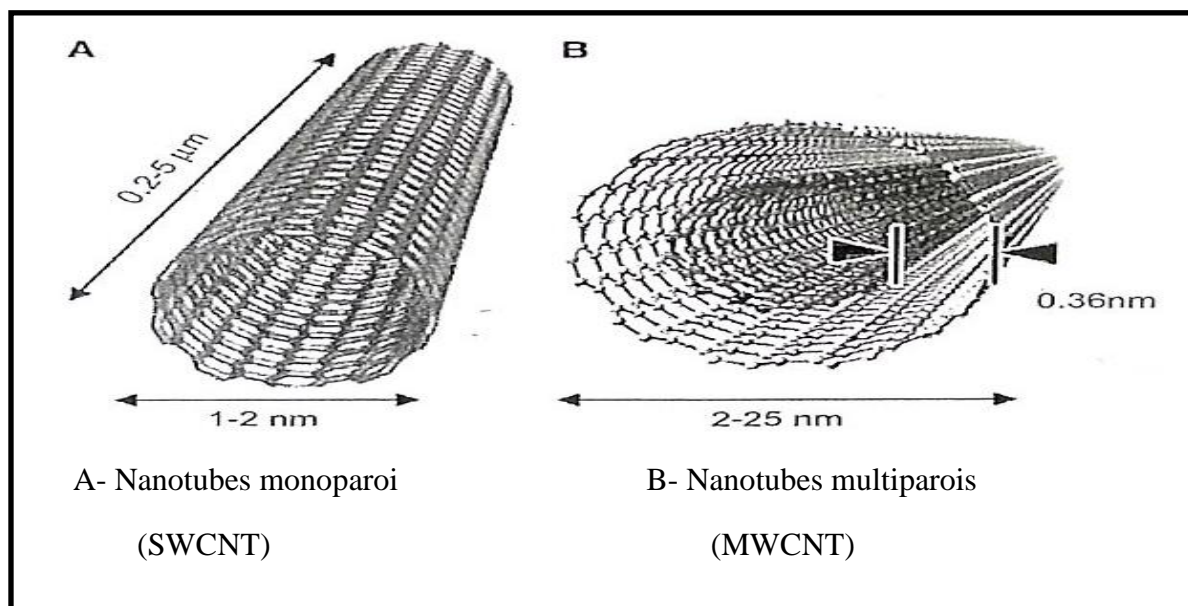 A
B
0.2-5 µm
0.36nm
1-2 nm
2-25 nm
A- Nanotubes monoparoi
B- Nanotubes multiparois
(SWCNT)
(MWCNT)